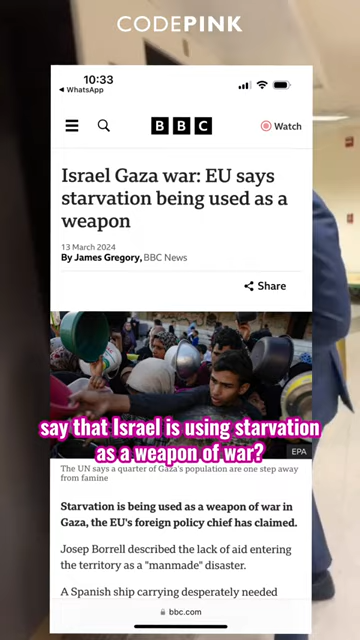 CODEPINK
10:33
WhatsApp
BBC
Watch
Israel Gaza war: EU says
starvation being used as a
weapon
13 March 2024
By James Gregory, BBC News
Share
say that Israel is using starvation
as a weapon of war?
EPA
The UN says a quarter of Gaza's population are one step away
from famine
Starvation is being used as a weapon of war in
Gaza, the EU's foreign policy chief has claimed.
Josep Borrell described the lack of aid entering
the territory as a "manmade" disaster.
A Spanish ship carrying desperately needed
bbc.com